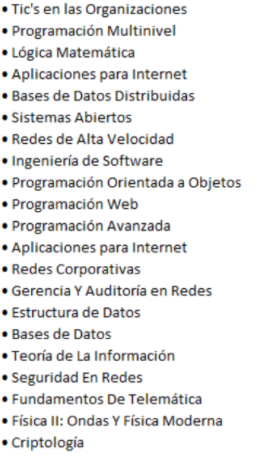 • Tic's en las Organizaciones
• Programación Multinivel
• Lógica Matemática
• Aplicaciones para Internet
• Bases de Datos Distribuidas
• Sistemas Abiertos
• Redes de Alta Velocidad
• Ingeniería de Software
• Programación Orientada a Objetos
• Programación Web
• Programación Avanzada
• Aplicaciones para Internet
• Redes Corporativas
• Gerencia Y Auditoría en Redes
• Estructura de Datos
• Bases de Datos
• Teoría de La Información
• Seguridad En Redes
• Fundamentos De Telemática
• Física II: Ondas Y Física Moderna
• Criptología